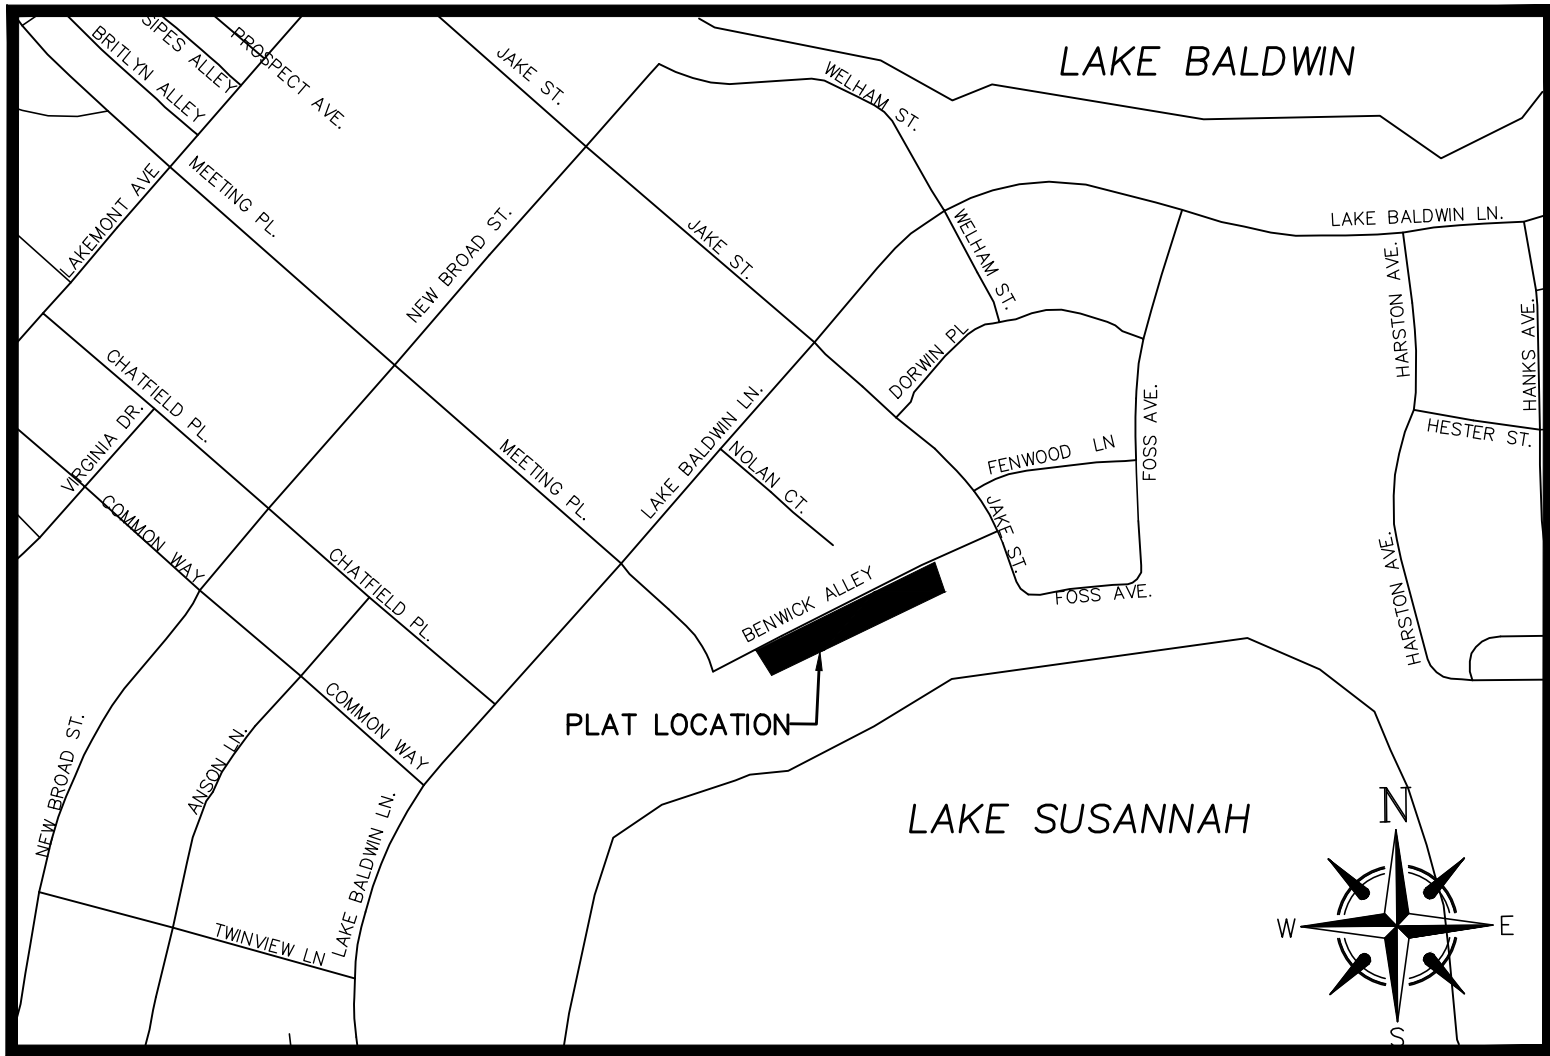 SIPES ALLEY
BRITLYN ALLEY
PROSPECT AVE.
JAKE ST.
WELHAM ST.
LAKE BALDWIN
LAKEMONT AVE
MEETING PL.
NEW BROAD ST.
JAKE ST.
WELHAM ST.
LAKE BALDWIN LN.
HARSTON AVE.
HANKS AVE.
CHATFIELD PL.
VIRGINIA DR.
DORWIN PL
LAKE BALDWIN LN.
FOSS AVE.
HESTER ST.
MEETING PL.
NOLAN CT.
FENWOOD LN
COMMON WAY
JAKE ST.
CHATFIELD PL.
BENWICK ALLEY
FOSS AVE.
HARSTON AVE.
COMMON WAY
PLAT LOCATION
NEW BROAD ST.
ANSON LN.
LAKE BALDWIN LN.
LAKE SUSANNAH
TWINVIEW LN
N
W
E
S